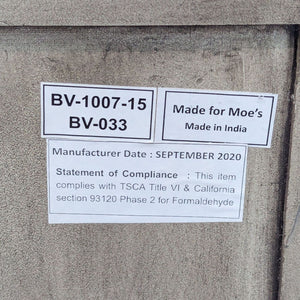 BV-1007-15
BV-033
Made for Moe's
Made in India
Manufacturer Date : SEPTEMBER 2020
Statement of Compliance : This item
complies with TSCA Title VI & California
section 93120 Phase 2 for Formaldehyde